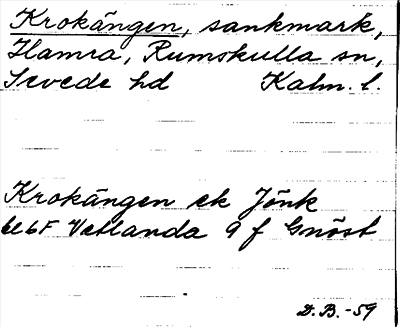 Krokängen, sankmark,
Hamra, Rumskulla sn,
Sevede hd Kalm. l.
Krokängen ek Jönk
6E6F Vetlanda 9 f Gnöst
D.B.-59